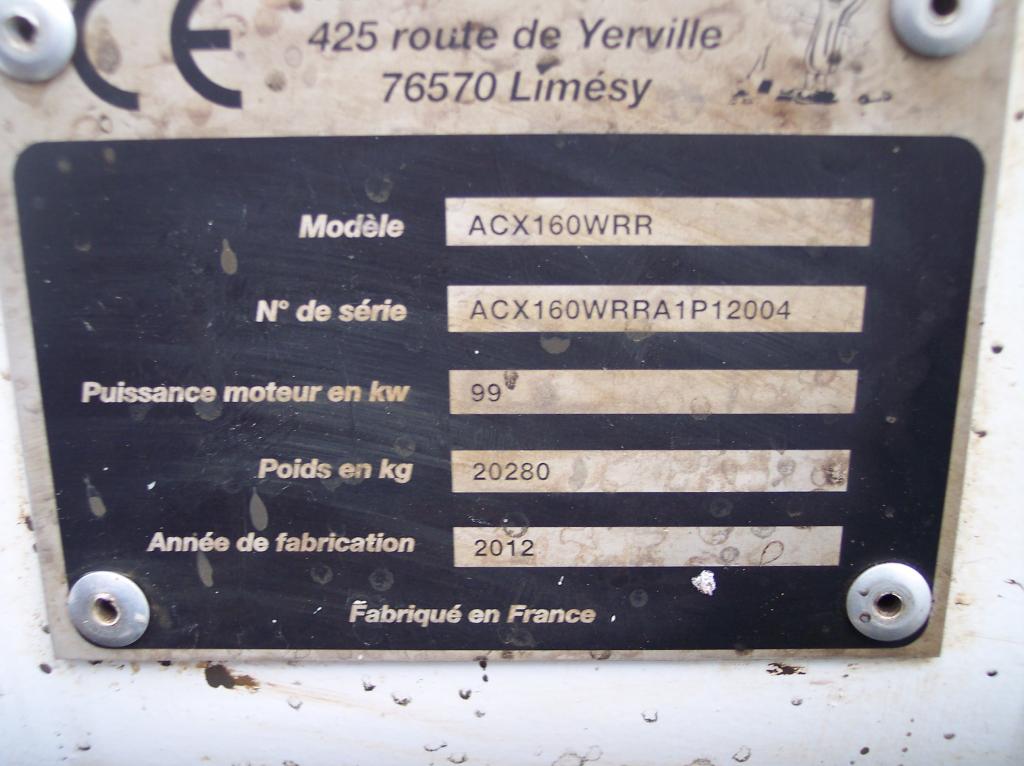 CE
425 route de Yerville
76570 Limésy
Modèle ACX160WRR
N° de série ACX160WRRA1P12004
Puissance moteur en kw 99
Poids en kg 20280
Année de fabrication 2012
Fabriqué en France